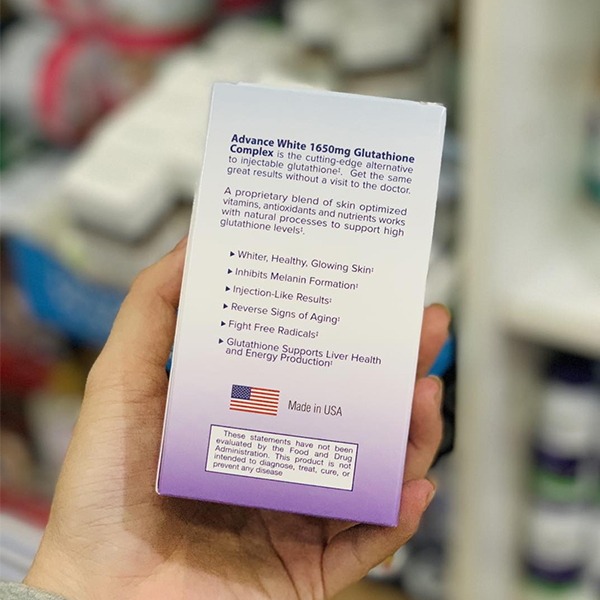 Advance White 1650mg Glutathione
Complex is the cutting-edge alternative
to injectable glutathione‡. Get the same
great results without a visit to the doctor.
A proprietary blend of skin optimized
vitamins, antioxidants and nutrients works
with natural processes to support high
glutathione levels‡.
▶ Whiter, Healthy, Glowing Skin‡
▶ Inhibits Melanin Formation‡
▶ Injection-Like Results‡
▶ Reverse Signs of Aging‡
▶ Fight Free Radicals‡
▶ Glutathione Supports Liver Health
and Energy Production‡
Made in USA
These statements have not been
evaluated by the Food and Drug
Administration. This product is not
intended to diagnose, treat, cure, or
prevent any disease